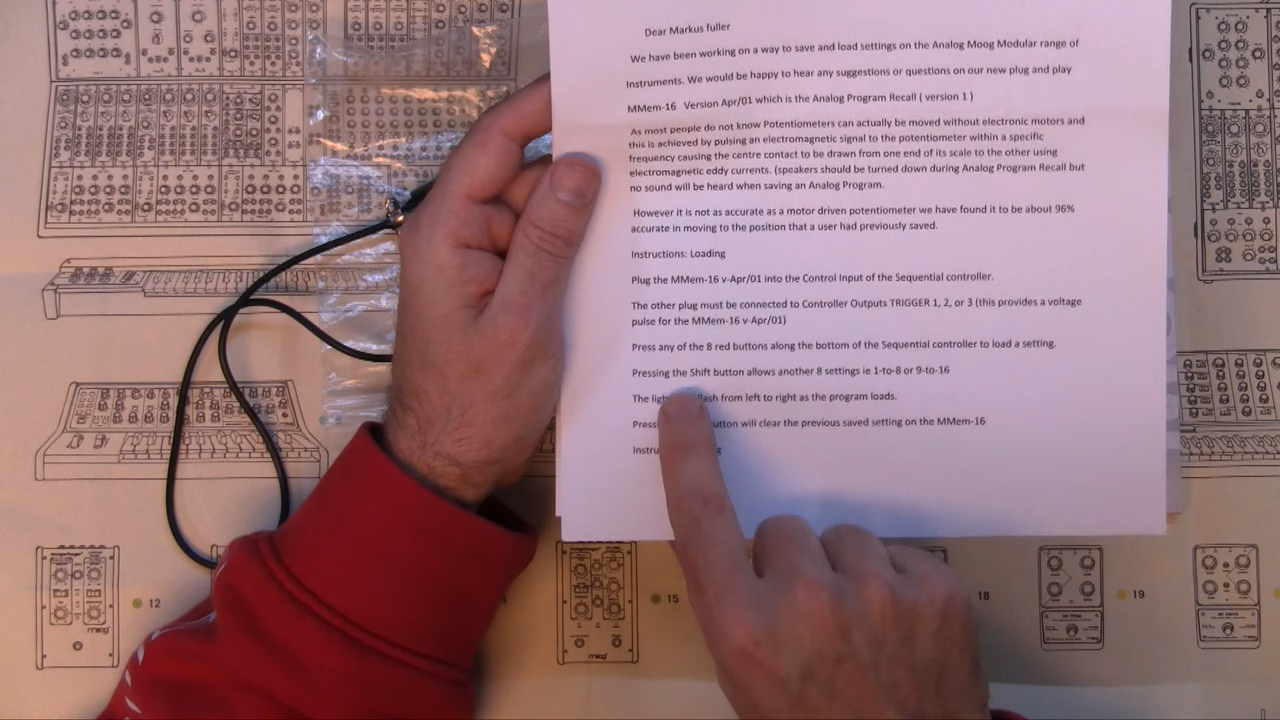 Dear Markus fuller
We have been working on a way to save and load settings on the Analog Moog Modular range of
Instruments. We would be happy to hear any suggestions or questions on our new plug and play
MMem-16 Version Apr/01 which is the Analog Program Recall ( version 1 )
As most people do not know Potentiometers can actually be moved without electronic motors and
this is achieved by pulsing an electromagnetic signal to the potentiometer within a specific
frequency causing the centre contact to be drawn from one end of its scale to the other using
electromagnetic eddy currents. (speakers should be turned down during Analog Program Recall but
no sound will be heard when saving an Analog Program.
However it is not as accurate as a motor driven potentiometer we have found it to be about 96%
accurate in moving to the position that a user had previously saved.
Instructions: Loading
Plug the MMem-16 v-Apr/01 into the Control Input of the Sequential controller.
The other plug must be connected to Controller Outputs TRIGGER 1, 2, or 3 (this provides a voltage
pulse for the MMem-16 v-Apr/01)
Press any of the 8 red buttons along the bottom of the Sequential controller to load a setting.
Pressing the Shift button allows another 8 settings ie 1-to-8 or 9-to-16
The from left to right as the program loads.
will clear the previous saved setting on the MMem-16
12
15
18
19
moog
moog